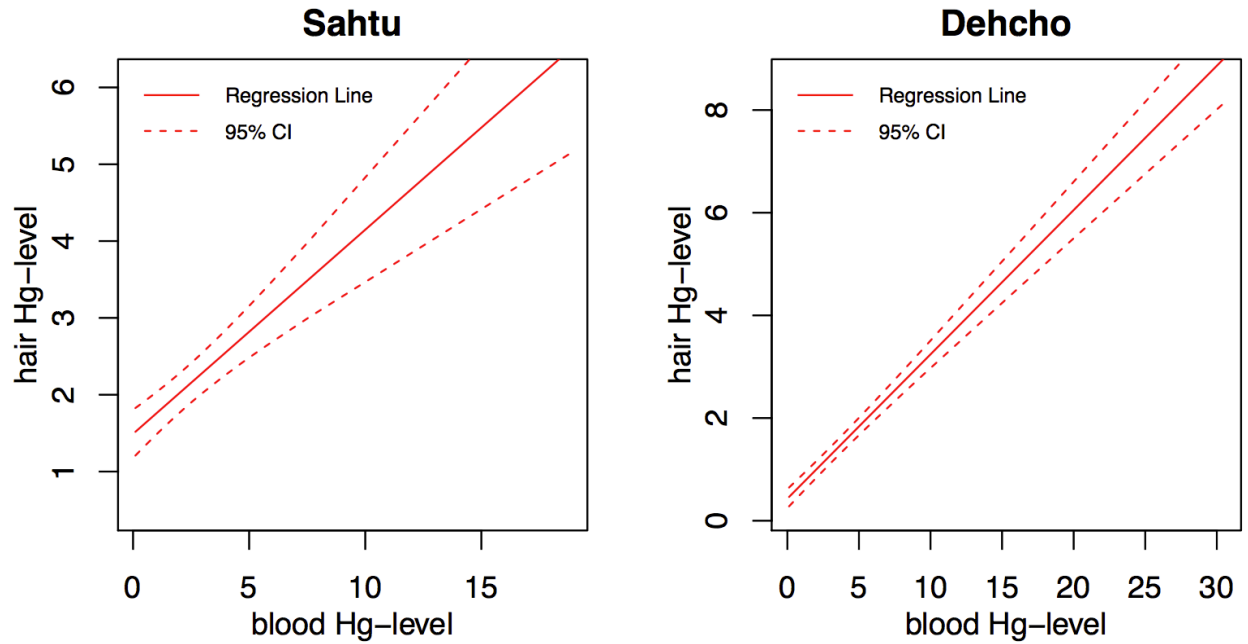 Sahtu
Regression Line
95% CI
hair Hg−level
6
5
4
3
2
1
0 5 10 15
blood Hg−level
Dehcho
Regression Line
95% CI
hair Hg−level
8
6
4
2
0
0 5 10 15 20 25 30
blood Hg−level